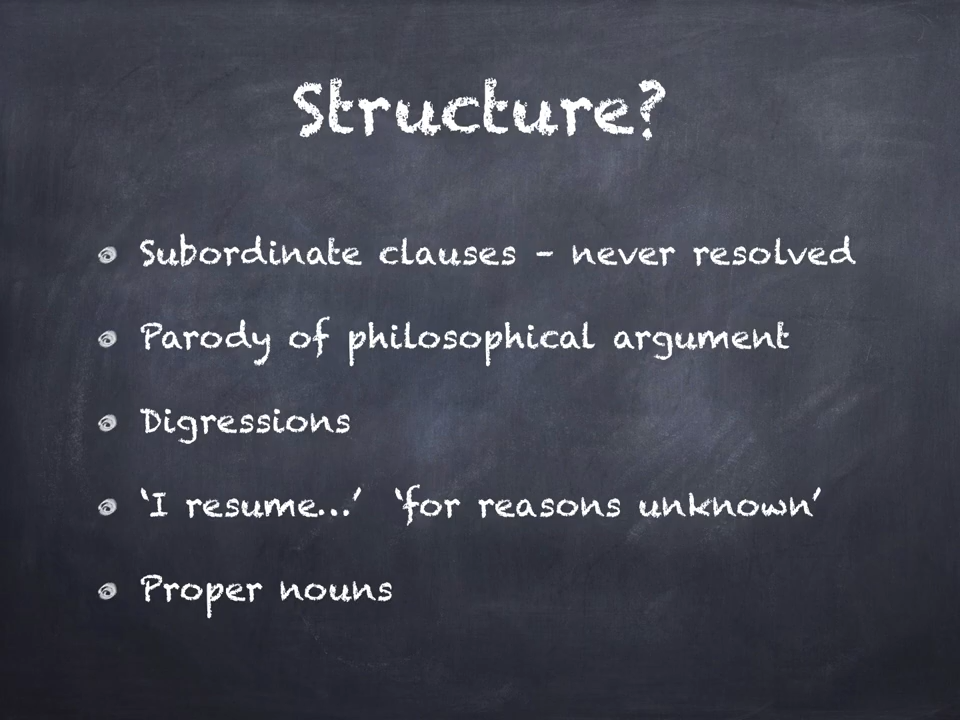 Structure?
Subordinate clauses – never resolved
Parody of philosophical argument
Digressions
‘I resume…’ ‘for reasons unknown’
Proper nouns